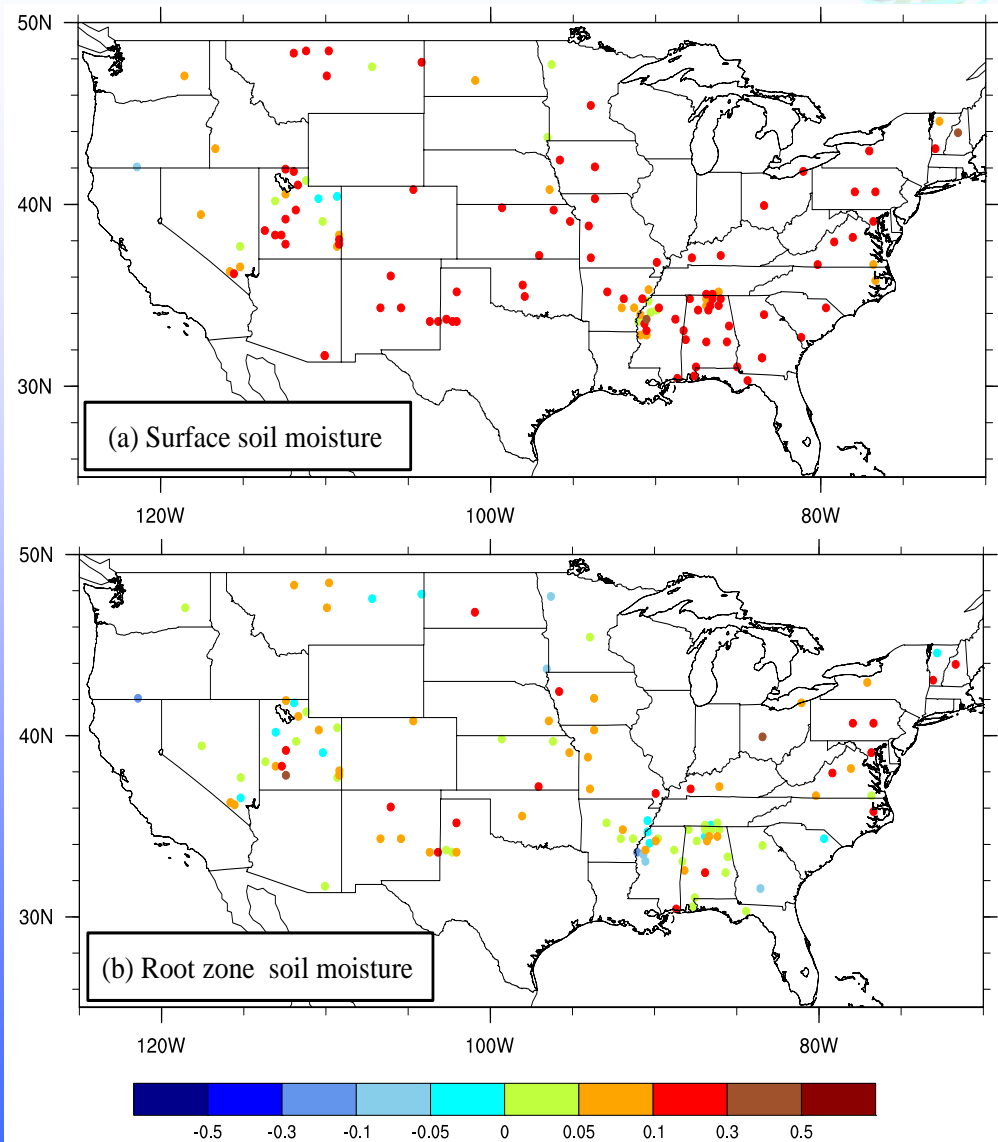 50N
40N
30N
(a) Surface soil moisture
120W 100W 80W
50N
40N
30N
(b) Root zone soil moisture
120W 100W 80W
-0.5 -0.3 -0.1 -0.05 0 0.05 0.1 0.3 0.5